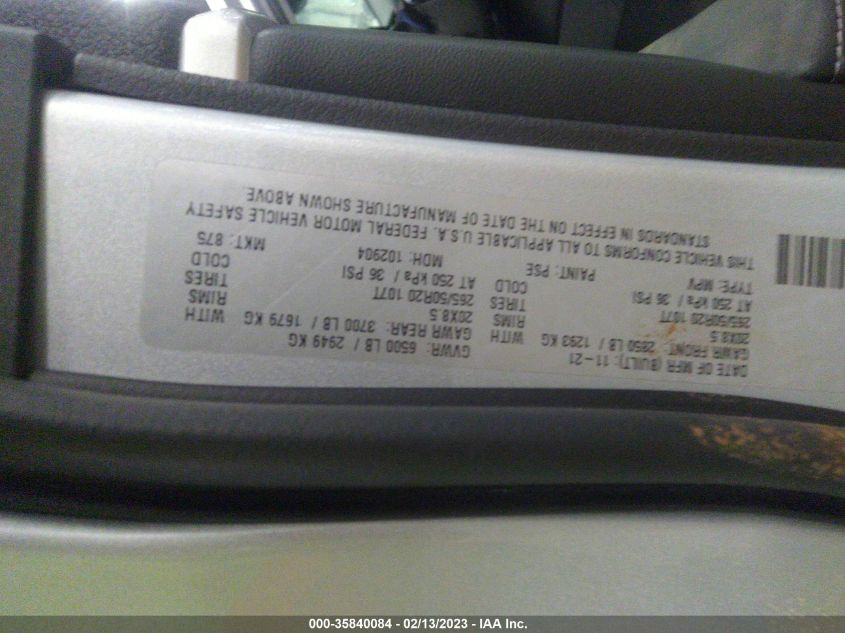 DATE OF MFR (BUILT): 11-21
GVWR: 6500 LB / 2949 KG
GAWR FRONT: 2850 LB / 1293 KG WITH
GAWR REAR: 3700 LB / 1679 KG WITH
20X8.5 RIMS
20X8.5 RIMS
265/50R20 107T TIRES
265/50R20 107T TIRES
AT 250 kPa / 36 PSI COLD
AT 250 kPa / 36 PSI COLD
TYPE: MPV PAINT: PSE MDH: 102904 MKT: 875
THIS VEHICLE CONFORMS TO ALL APPLICABLE U.S.A. FEDERAL MOTOR VEHICLE SAFETY
STANDARDS IN EFFECT ON THE DATE OF MANUFACTURE SHOWN ABOVE.
000-35840084 - 02/13/2023 - IAA Inc.